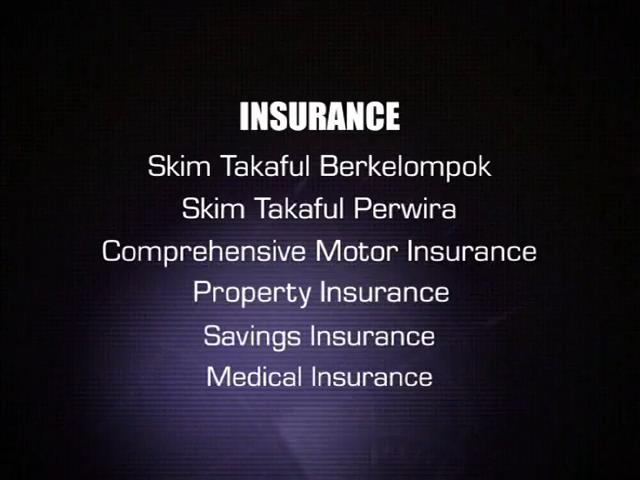 INSURANCE
Skim Takaful Berkelompok
Skim Takaful Perwira
Comprehensive Motor Insurance
Property Insurance
Savings Insurance
Medical Insurance